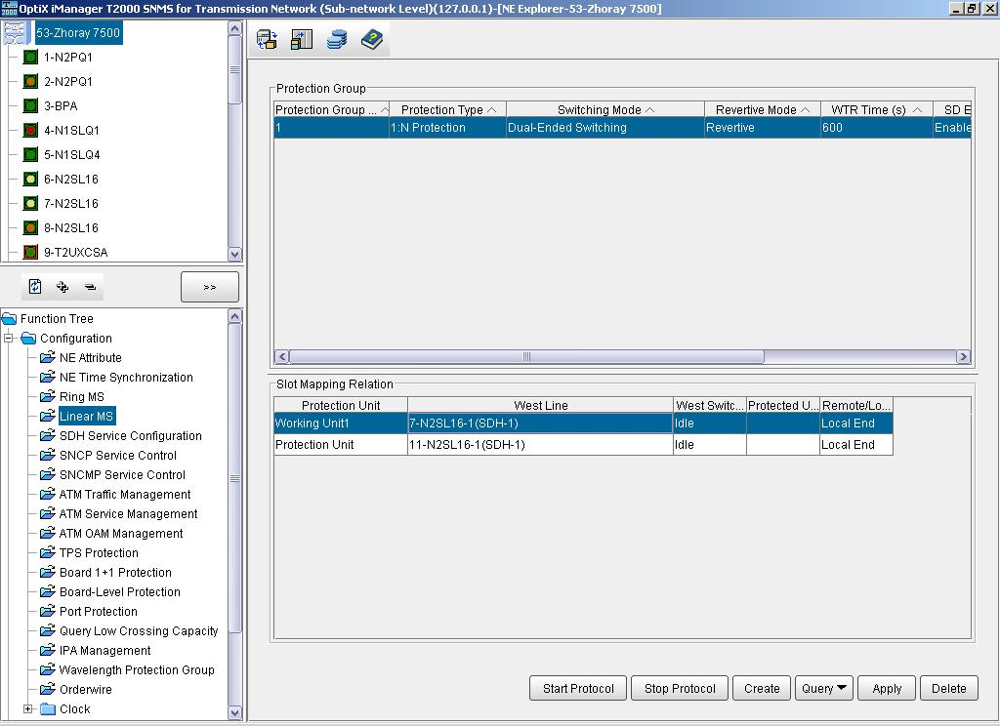 OptiX iManager T2000 SNMS for Transmission Network (Sub-network Level)(127.0.0.1)-[NE Explorer-53-Zhoray 7500]
53-Zhoray 7500
1-N2PQ1
2-N2PQ1
3-BPA
4-N1SLQ1
5-N1SLQ4
6-N2SL16
7-N2SL16
8-N2SL16
9-T2UXCSA
>>
Function Tree
Configuration
NE Attribute
NE Time Synchronization
Ring MS
Linear MS
SDH Service Configuration
SNCP Service Control
SNCMP Service Control
ATM Traffic Management
ATM Service Management
ATM OAM Management
TPS Protection
Board 1+1 Protection
Board-Level Protection
Port Protection
Query Low Crossing Capacity
IPA Management
Wavelength Protection Group
Orderwire
Clock
Protection Group
Protection Group ... Protection Type Switching Mode Revertive Mode WTR Time (s) SD E
1 1:N Protection Dual-Ended Switching Revertive 600 Enable
Slot Mapping Relation
Protection Unit West Line West Switc... Protected U... Remote/Lo...
Working Unit1 7-N2SL16-1(SDH-1) Idle Local End
Protection Unit 11-N2SL16-1(SDH-1) Idle Local End
Start Protocol Stop Protocol Create Query Apply Delete